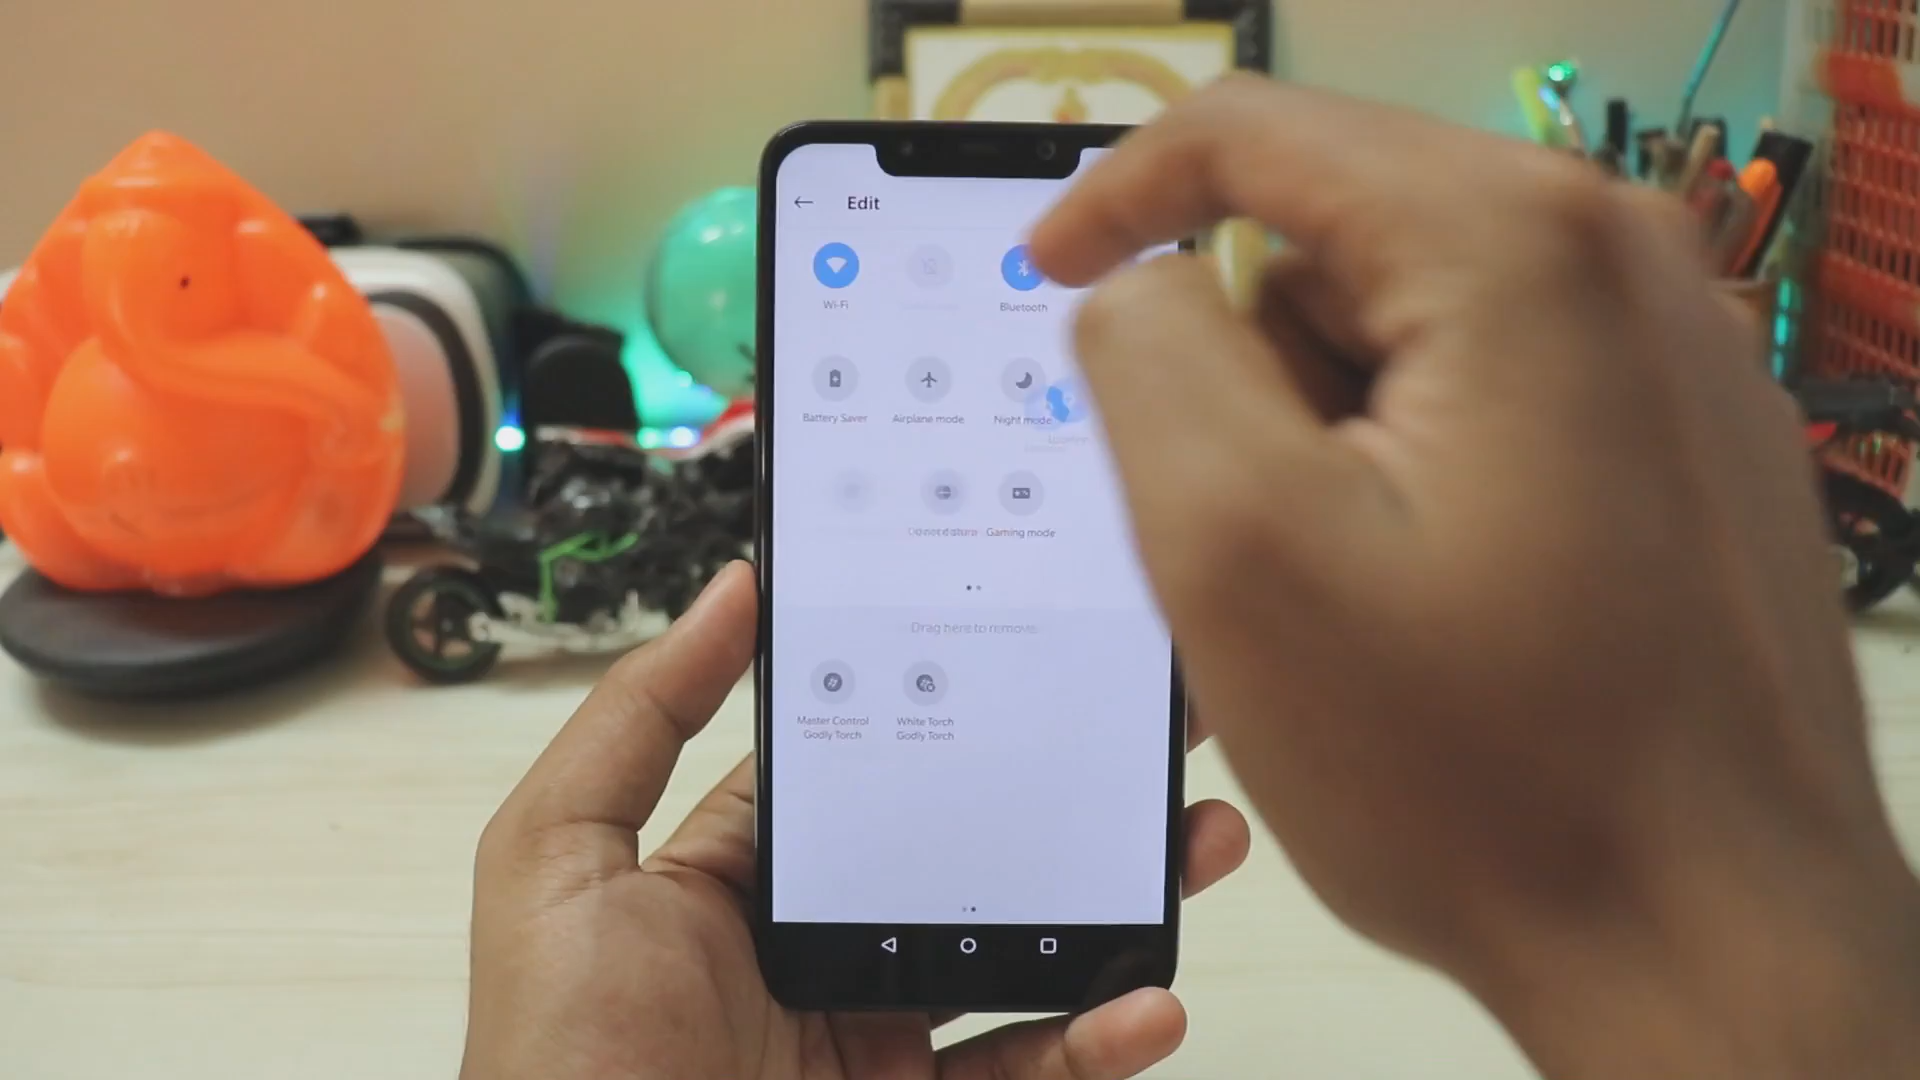 Edit
Wi-Fi
Bluetooth
Battery Saver
Airplane mode
Night mode
Location
Gaming mode
Drag here to remove
Master Control
Godly Torch
White Torch
Godly Torch